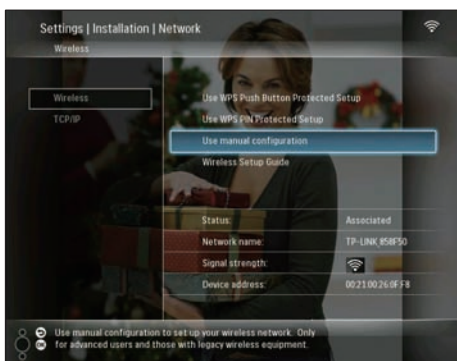 Settings | Installation | Network
Wireless
Wireless
TCP/IP
Use WPS Push Button Protected Setup
Use WPS PIN Protected Setup
Use manual configuration
Wireless Setup Guide
Status: Associated
Network name: TP-LINK_858F50
Signal strength:
Device address: 00:21:00:26:0F:F8
Use manual configuration to set up your wireless network. Only
for advanced users and those with legacy wireless equipment.